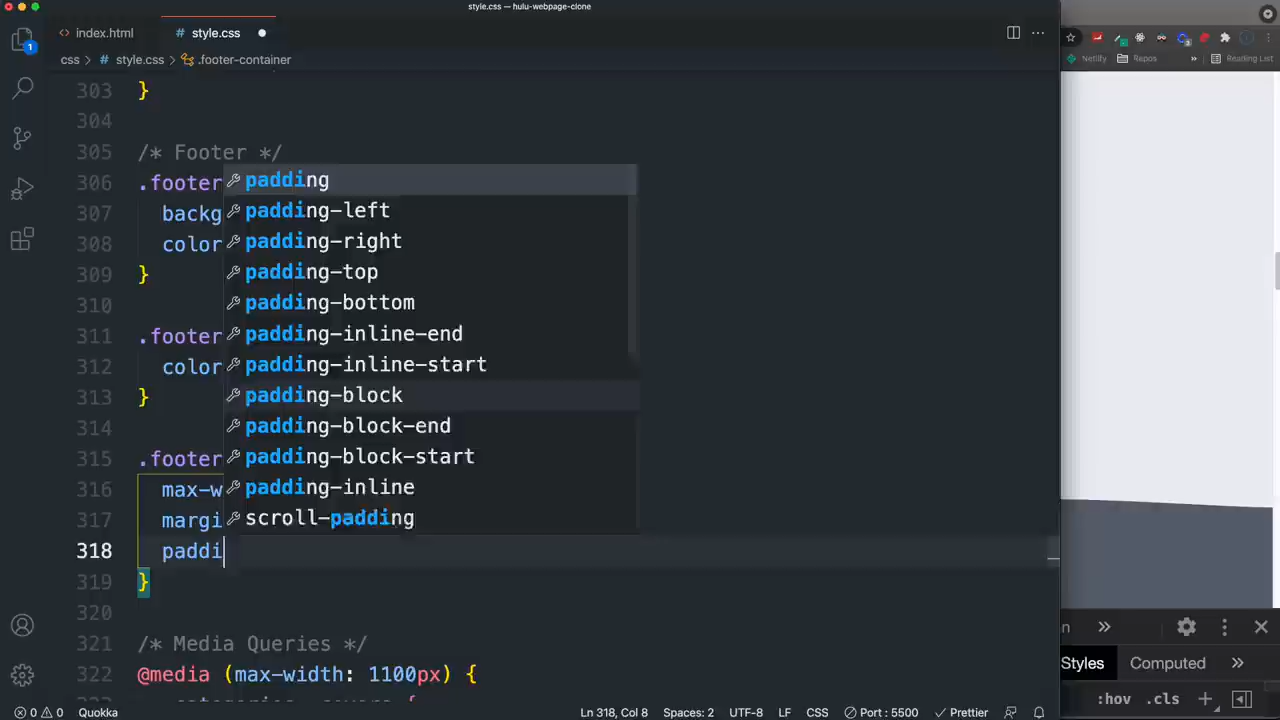 style.css — hulu-webpage-clone
<> index.html
# style.css
1
css > # style.css > .footer-container
303 }
304
305 /* Footer */
306 .footer
307 backg
308 color
309 }
310
311 .footer
312 color
313 }
314
315 .footer
316 max-w
317 margi
318 paddi
319 }
320
321 /* Media Queries */
322 @media (max-width: 1100px) {
padding
padding-left
padding-right
padding-top
padding-bottom
padding-inline-end
padding-inline-start
padding-block
padding-block-end
padding-block-start
padding-inline
scroll-padding
0 0 Quokka
Ln 318, Col 8 Spaces: 2 UTF-8 LF CSS Port : 5500 Prettier
Netlify Repos » Reading List
Styles Computed »
:hov .cls +